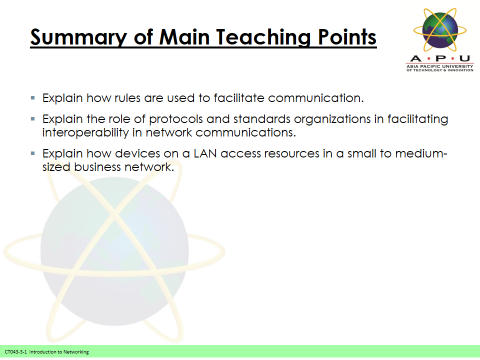 Summary of Main Teaching Points
A • P • U
ASIA PACIFIC UNIVERSITY
OF TECHNOLOGY & INNOVATION
Explain how rules are used to facilitate communication.
Explain the role of protocols and standards organizations in facilitating
interoperability in network communications.
Explain how devices on a LAN access resources in a small to medium-
sized business network.
CT043-3-1 Introduction to Networking